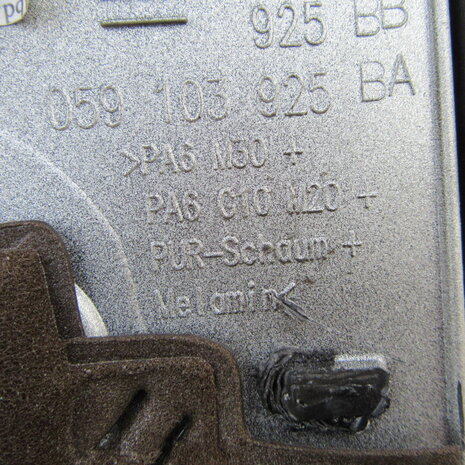 925 BB
059 103 925 BA
>PA6 M30 +
PA6 G10 M20 +
PUR-Schaum +
Melamin<